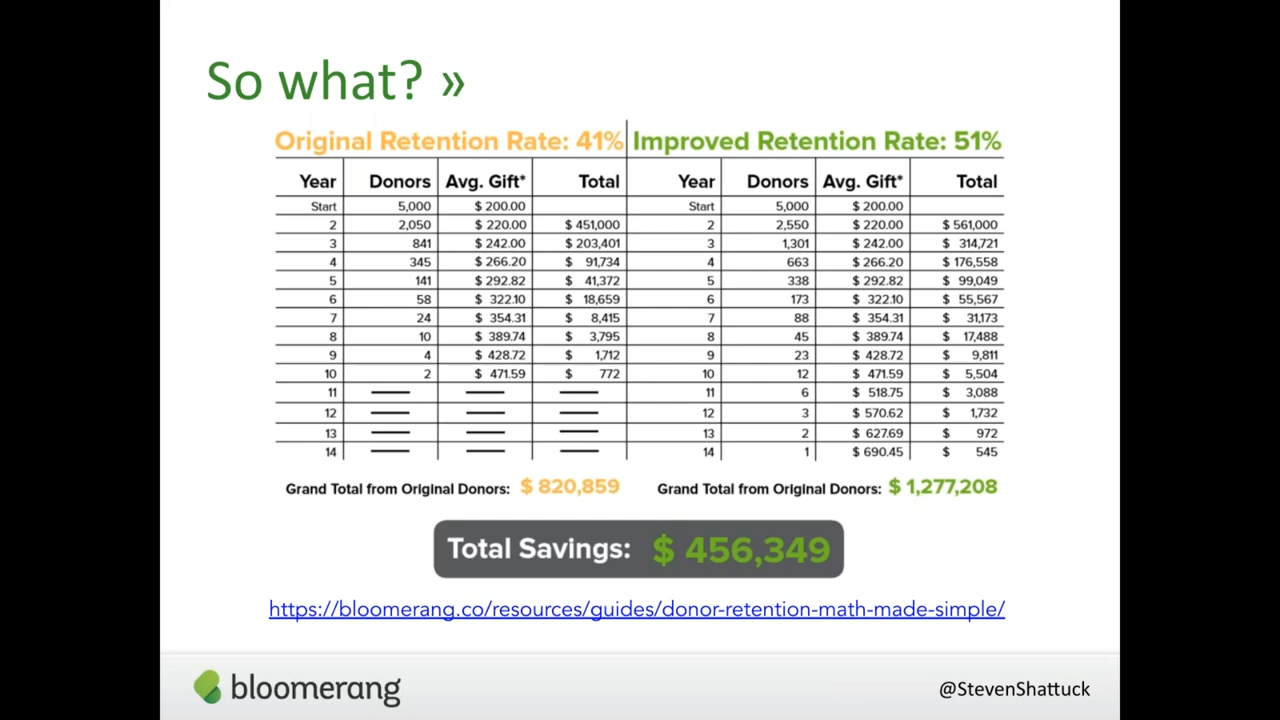 So what? »
Original Retention Rate: 41% Improved Retention Rate: 51%
Year Donors Avg. Gift* Total Year Donors Avg. Gift* Total
Start 5,000 $ 200.00 Start 5,000 $ 200.00
2 2,050 $ 220.00 $ 451,000 2 2,550 $ 220.00 $ 561,000
3 841 $ 242.00 $ 203,401 3 1,301 $ 242.00 $ 314,721
4 345 $ 266.20 $ 91,734 4 663 $ 266.20 $ 176,558
5 141 $ 292.82 $ 41,372 5 338 $ 292.82 $ 99,049
6 58 $ 322.10 $ 18,659 6 173 $ 322.10 $ 55,567
7 24 $ 354.31 $ 8,415 7 88 $ 354.31 $ 31,173
8 10 $ 389.74 $ 3,795 8 45 $ 389.74 $ 17,488
9 4 $ 428.72 $ 1,712 9 23 $ 428.72 $ 9,811
10 2 $ 471.59 $ 772 10 12 $ 471.59 $ 5,504
11 — — — 11 6 $ 518.75 $ 3,088
12 — — — 12 3 $ 570.62 $ 1,732
13 — — — 13 2 $ 627.69 $ 972
14 — — — 14 1 $ 690.45 $ 545
Grand Total from Original Donors: $ 820,859 Grand Total from Original Donors: $ 1,277,208
Total Savings: $ 456,349
https://bloomerang.co/resources/guides/donor-retention-math-made-simple/
bloomerang @StevenShattuck